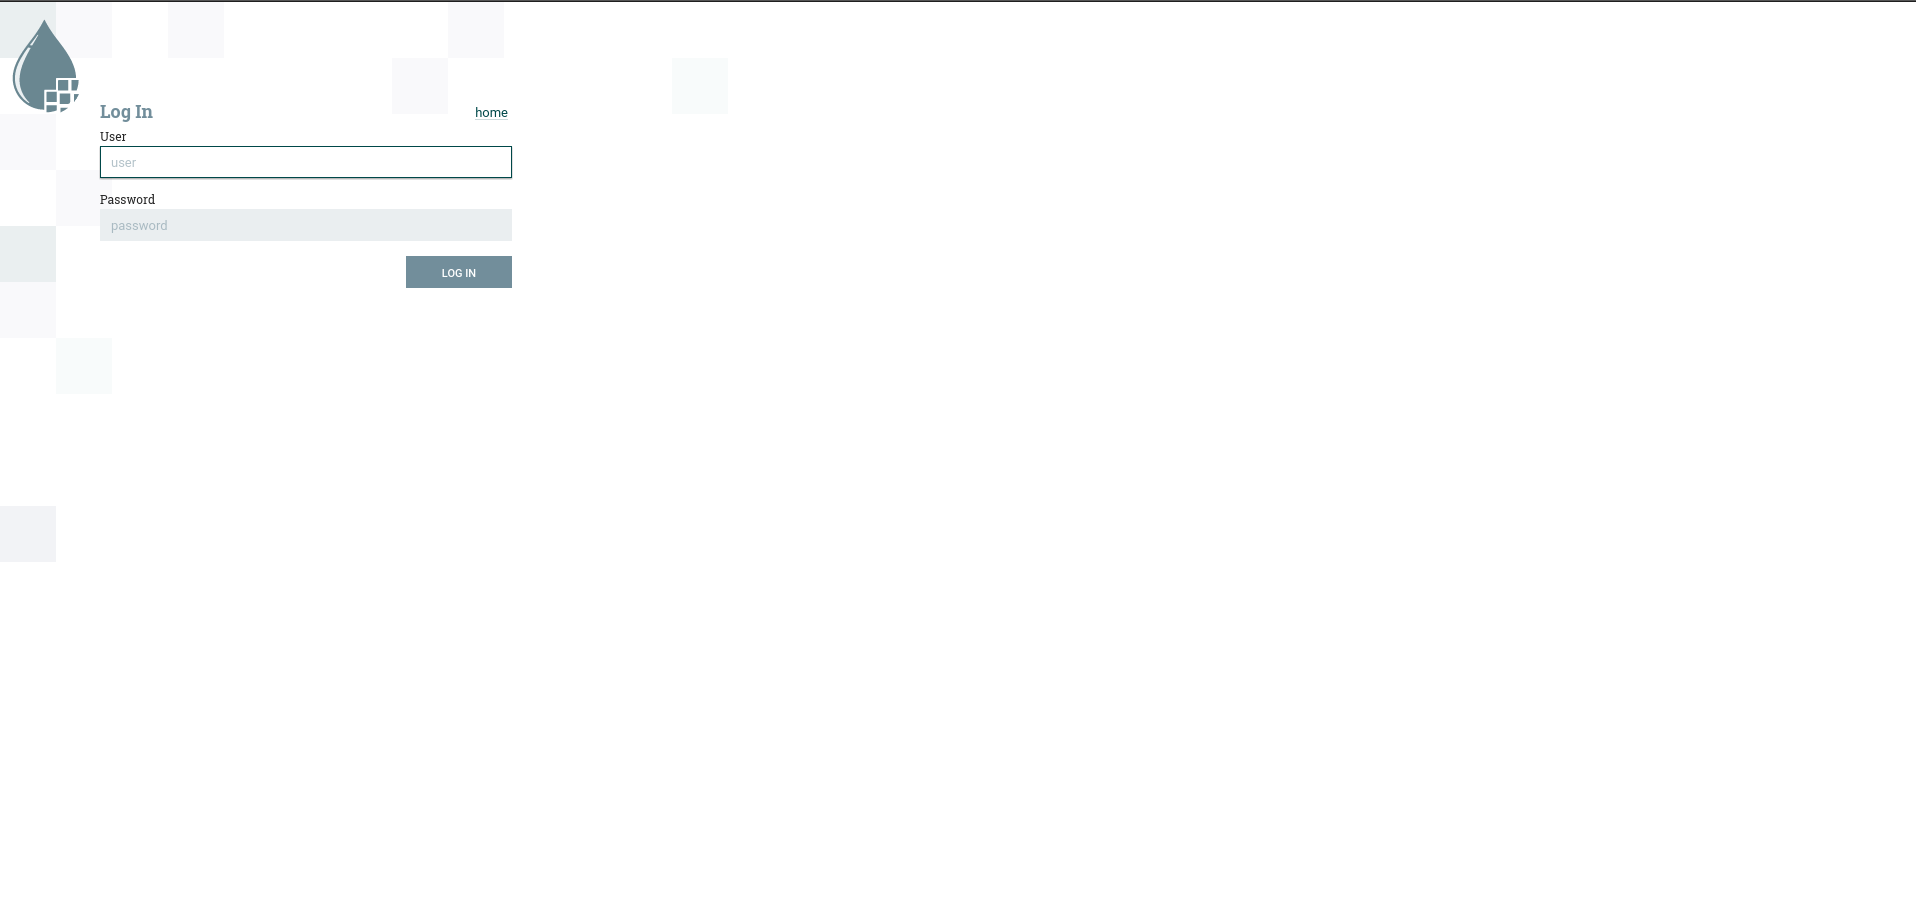 Log In
home
User
user
Password
password
LOG IN